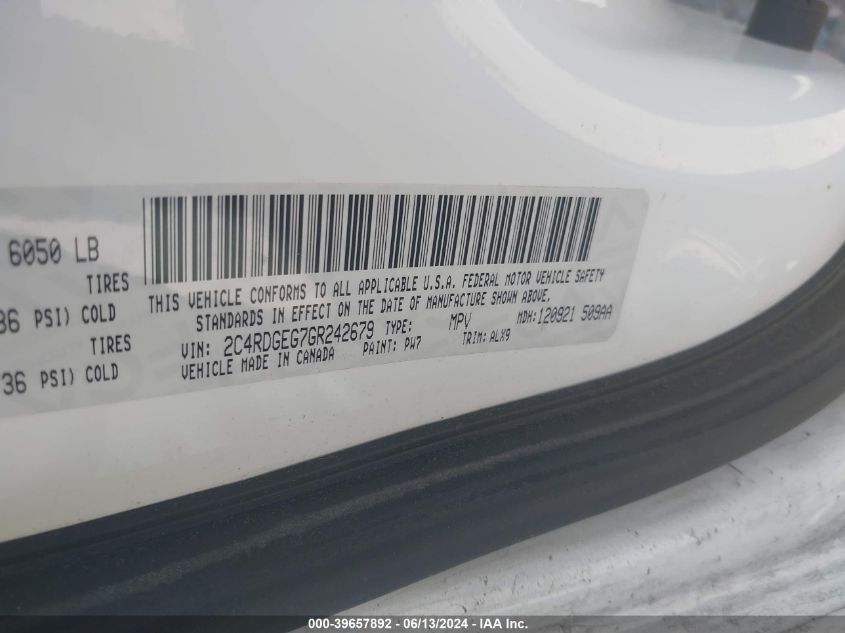 6050 LB
TIRES
36 PSI) COLD
TIRES
36 PSI) COLD
THIS VEHICLE CONFORMS TO ALL APPLICABLE U.S.A. FEDERAL MOTOR VEHICLE SAFETY
STANDARDS IN EFFECT ON THE DATE OF MANUFACTURE SHOWN ABOVE.
VIN: 2C4RDGEG7GR242679 TYPE: MPV MDH:120921 509AA
VEHICLE MADE IN CANADA PAINT: PW7 TRIM: ALX9
000-39657892 - 06/13/2024 - IAA Inc.